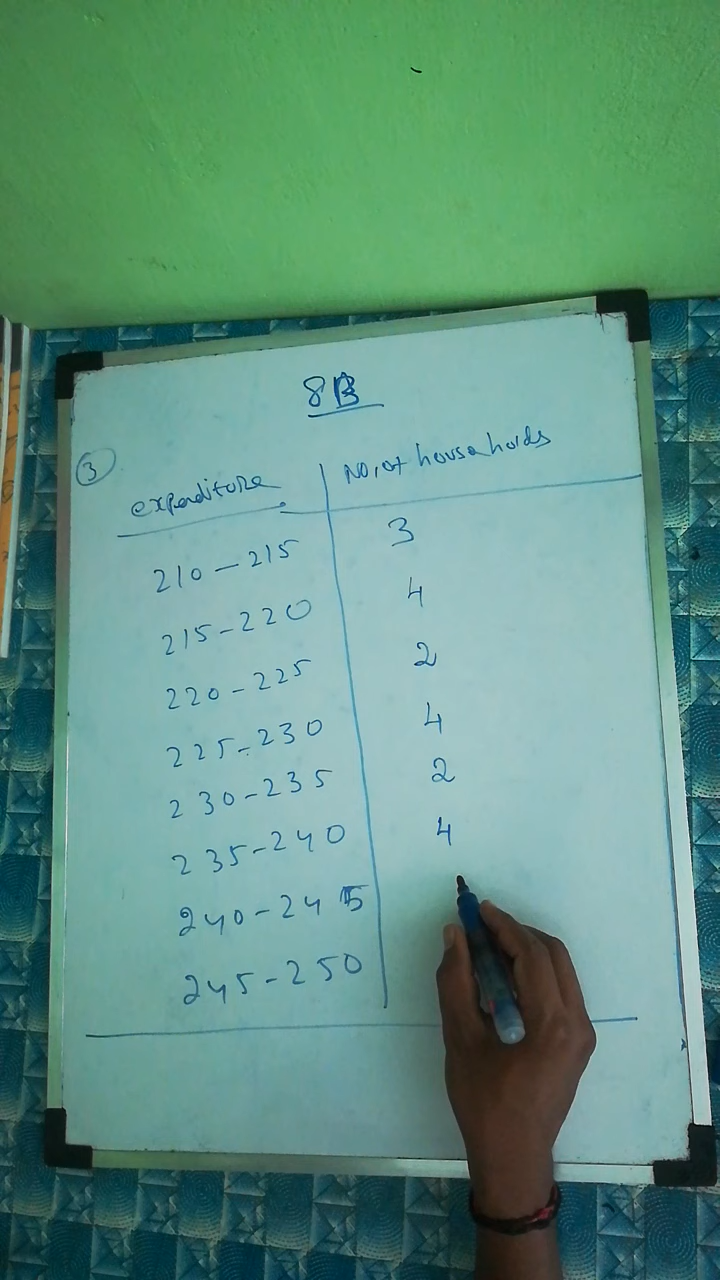 8B
3
expenditure No. of households
210 - 215 3
215 - 220 4
220 - 225 2
225 - 230 4
230 - 235 2
235 - 240 4
240 - 245
245 - 250